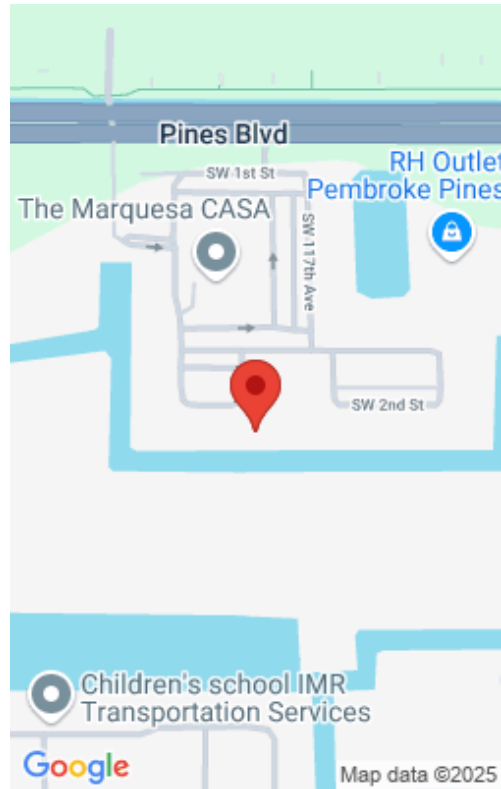 Pines Blvd
SW 1st St
RH Outlet
Pembroke Pines
The Marquesa CASA
SW 117th Ave
SW 2nd St
Children's school IMR
Transportation Services
Google
Map data ©2025